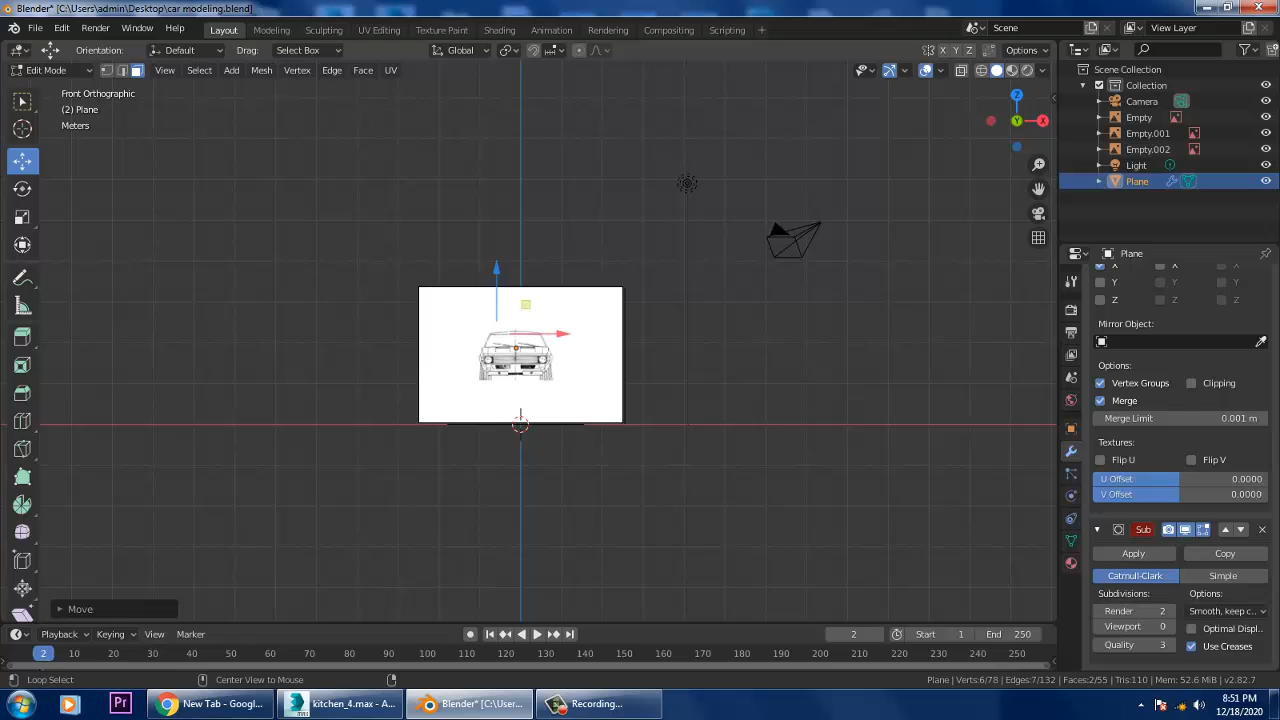 Blender* [C:\Users\admin\Desktop\car modeling.blend]
File Edit Render Window Help Layout Modeling Sculpting UV Editing Texture Paint Shading Animation Rendering Compositing Scripting + Scene View Layer
Orientation: Default Drag: Select Box Global X Y Z Options
Edit Mode View Select Add Mesh Vertex Edge Face UV
Front Orthographic
(2) Plane
Meters
Z
Y
X
Move
Scene Collection
Collection
Camera
Empty
Empty.001
Empty.002
Light
Plane
Plane
X
Y
Z
Mirror Object:
Options:
Vertex Groups Clipping
Merge
Merge Limit 0.001 m
Textures:
Flip U Flip V
U Offset 0.0000
V Offset 0.0000
Sub
Apply Copy
Catmull-Clark Simple
Subdivisions: Options:
Render 2 Smooth, keep c..
Viewport 0 Optimal Displ..
Quality 3 Use Creases
Playback Keying View Marker 2 Start 1 End 250
2 10 20 30 40 50 60 70 80 90 100 110 120 130 140 150 160 170 180 190 200 210 220 230 240 250
Loop Select Center View to Mouse Plane | Verts:6/78 | Edges:7/132 | Faces:2/55 | Tris:110 | Mem: 52.6 MiB | v2.82.7
Pr New Tab - Googl... kitchen_4.max - A... Blender* [C:\User... Recording...
8:51 PM
12/18/2020